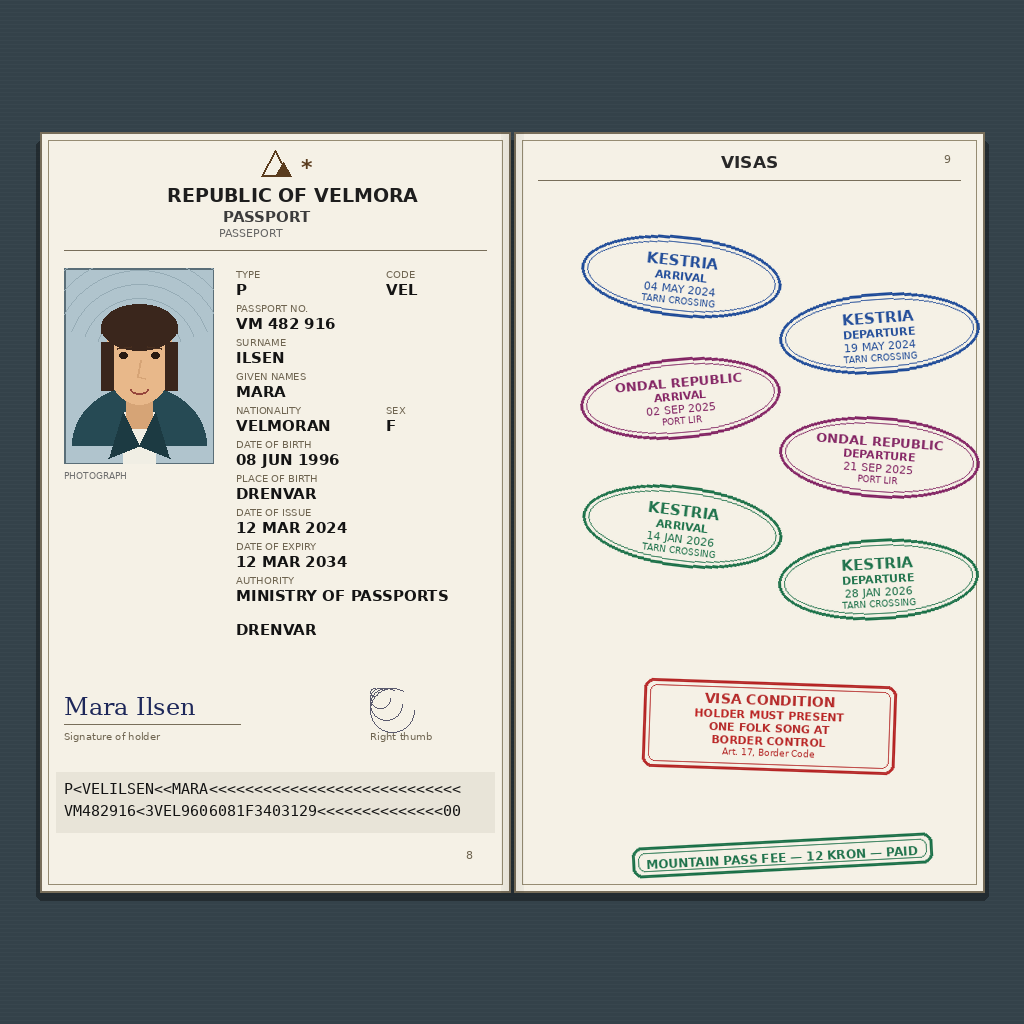 *
REPUBLIC OF VELMORA
PASSPORT
PASSEPORT
TYPE CODE
P VEL
PASSPORT NO.
VM 482 916
SURNAME
ILSEN
GIVEN NAMES
MARA
NATIONALITY SEX
VELMORAN F
DATE OF BIRTH
08 JUN 1996
PLACE OF BIRTH
DRENVAR
DATE OF ISSUE
12 MAR 2024
DATE OF EXPIRY
12 MAR 2034
AUTHORITY
MINISTRY OF PASSPORTS
DRENVAR
PHOTOGRAPH
Mara Ilsen
Signature of holder
Right thumb
P<VELILSEN<<MARA<<<<<<<<<<<<<<<<<<<<<<<<<<<<
VM482916<3VEL9606081F3403129<<<<<<<<<<<<<<00
8
VISAS
9
KESTRIA
ARRIVAL
04 MAY 2024
TARN CROSSING
KESTRIA
DEPARTURE
19 MAY 2024
TARN CROSSING
ONDAL REPUBLIC
ARRIVAL
02 SEP 2025
PORT LIR
ONDAL REPUBLIC
DEPARTURE
21 SEP 2025
PORT LIR
KESTRIA
ARRIVAL
14 JAN 2026
TARN CROSSING
KESTRIA
DEPARTURE
28 JAN 2026
TARN CROSSING
VISA CONDITION
HOLDER MUST PRESENT
ONE FOLK SONG AT
BORDER CONTROL
Art. 17, Border Code
MOUNTAIN PASS FEE — 12 KRON — PAID